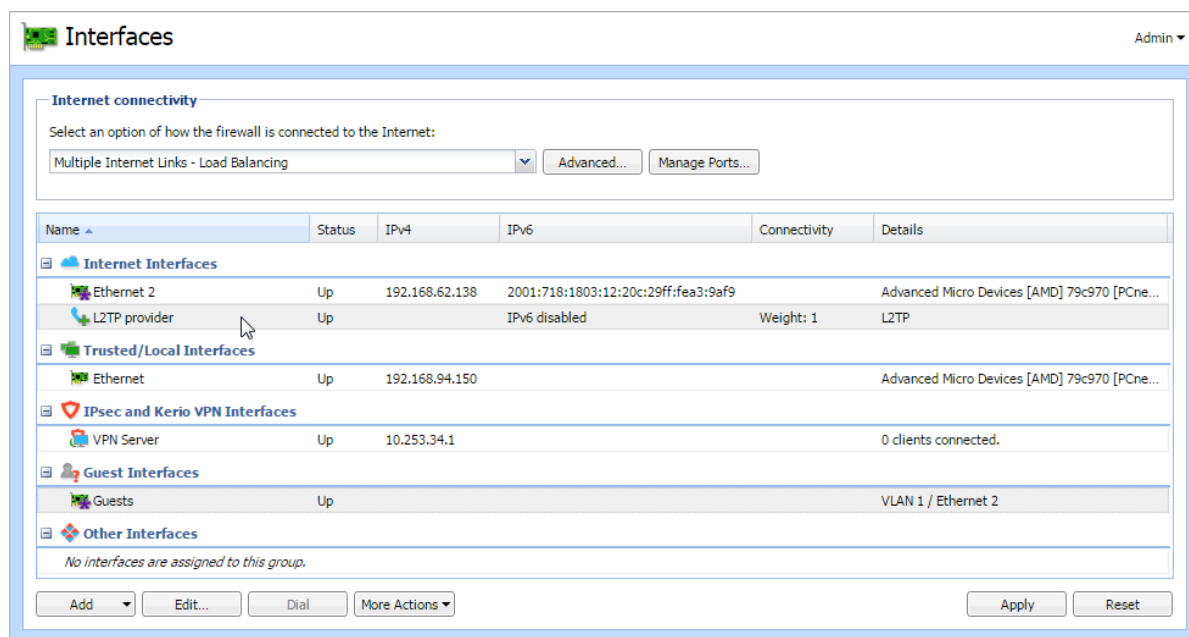 Interfaces
Admin
Internet connectivity
Select an option of how the firewall is connected to the Internet:
Multiple Internet Links - Load Balancing Advanced... Manage Ports...
Name Status IPv4 IPv6 Connectivity Details
Internet Interfaces
Ethernet 2 Up 192.168.62.138 2001:718:1803:12:20c:29ff:fea3:9af9 Advanced Micro Devices [AMD] 79c970 [PCne...
L2TP provider Up IPv6 disabled Weight: 1 L2TP
Trusted/Local Interfaces
Ethernet Up 192.168.94.150 Advanced Micro Devices [AMD] 79c970 [PCne...
IPsec and Kerio VPN Interfaces
VPN Server Up 10.253.34.1 0 clients connected.
Guest Interfaces
Guests Up VLAN 1 / Ethernet 2
Other Interfaces
No interfaces are assigned to this group.
Add Edit... Dial More Actions Apply Reset